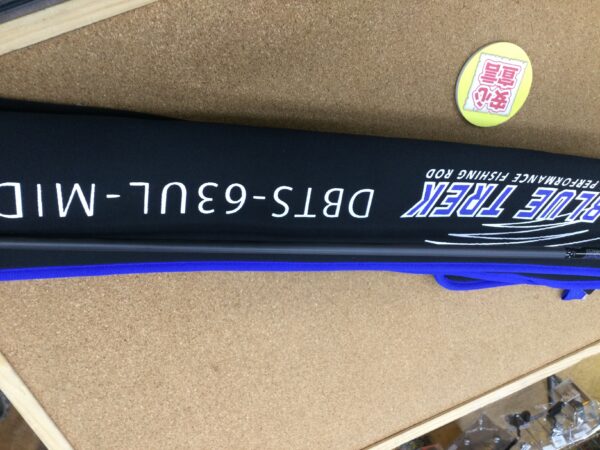 BLUE TREK
PERFORMANCE FISHING ROD
DBTS-63UL-MID
安心
宣言